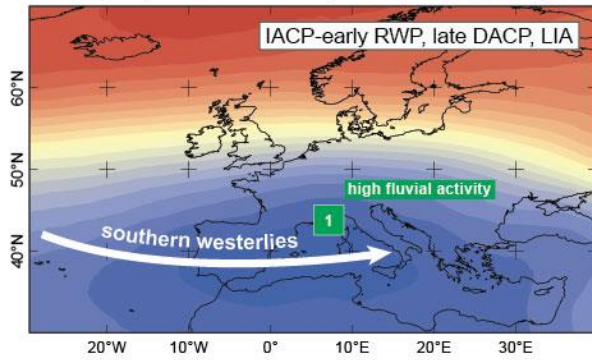 IACP-early RWP, late DACP, LIA
60°N
50°N
high fluvial activity
1
southern westerlies
40°N
20°W
10°W
0°
10°E
20°E
30°E